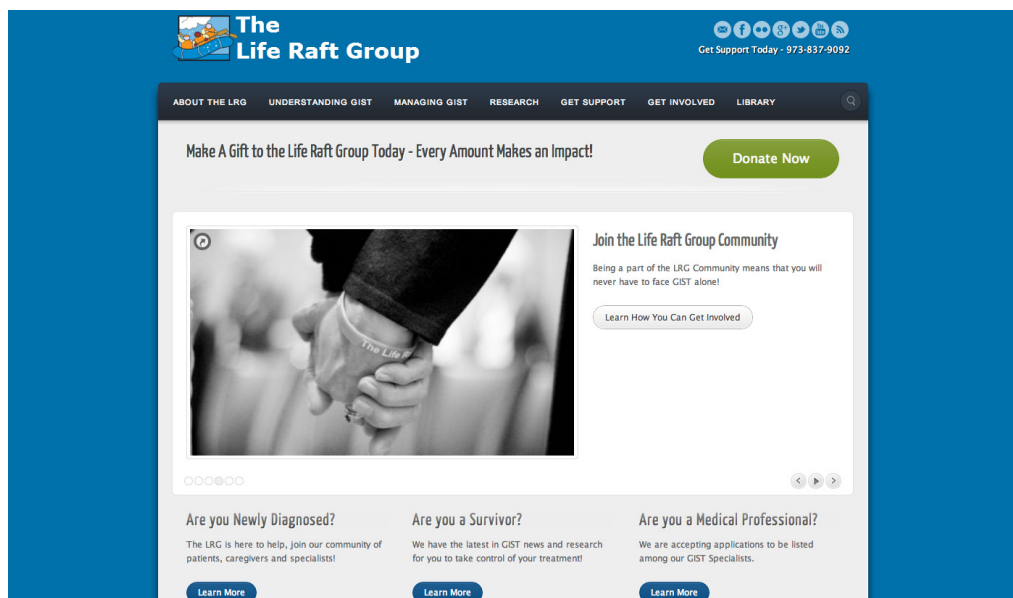 The
Life Raft Group
Get Support Today - 973-837-9092
ABOUT THE LRG UNDERSTANDING GIST MANAGING GIST RESEARCH GET SUPPORT GET INVOLVED LIBRARY
Make A Gift to the Life Raft Group Today - Every Amount Makes an Impact!
Donate Now
The Life R
Join the Life Raft Group Community
Being a part of the LRG Community means that you will
never have to face GIST alone!
Learn How You Can Get Involved
Are you Newly Diagnosed?
The LRG is here to help, join our community of
patients, caregivers and specialists!
Learn More
Are you a Survivor?
We have the latest in GIST news and research
for you to take control of your treatment!
Learn More
Are you a Medical Professional?
We are accepting applications to be listed
among our GIST Specialists.
Learn More